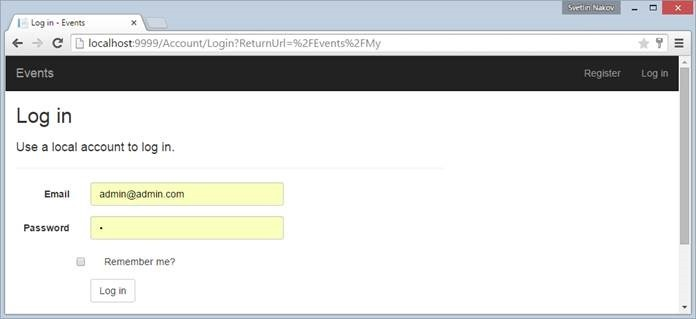 Svetlin Nakov
Log in - Events
localhost:9999/Account/Login?ReturnUrl=%2FEvents%2FMy
Events Register Log in
Log in
Use a local account to log in.
Email admin@admin.com
Password •
Remember me?
Log in